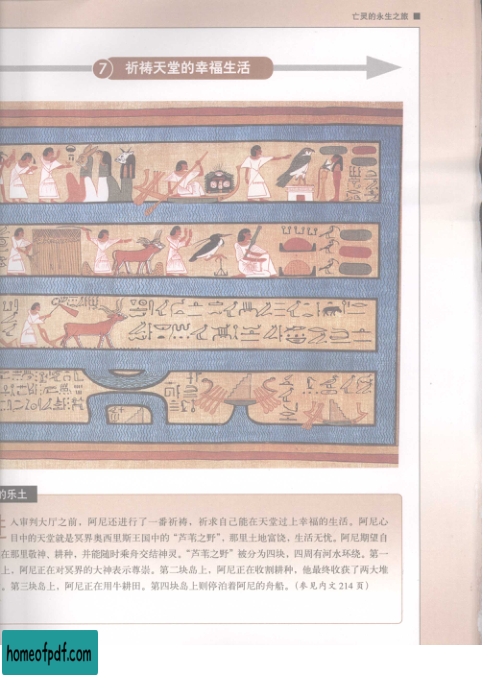 亡灵的永生之旅
7 祈祷天堂的幸福生活
的乐土
入审判大厅之前，阿尼还进行了一番祈祷，祈求自己能在天堂过上幸福的生活。阿尼心
目中的天堂就是冥界奥西里斯王国中的“芦苇之野”，那里土地富饶，生活无忧。阿尼期望自
在那里敬神、耕种，并能随时乘舟交结神灵。“芦苇之野”被分为四块，四周有河水环绕。第一
上，阿尼正在对冥界的大神表示尊崇。第二块岛上，阿尼正在收割耕种，他最终收获了两大堆
。第三块岛上，阿尼正在用牛耕田。第四块岛上则停泊着阿尼的舟船。（参见内文 214 页）
homeofpdf.com